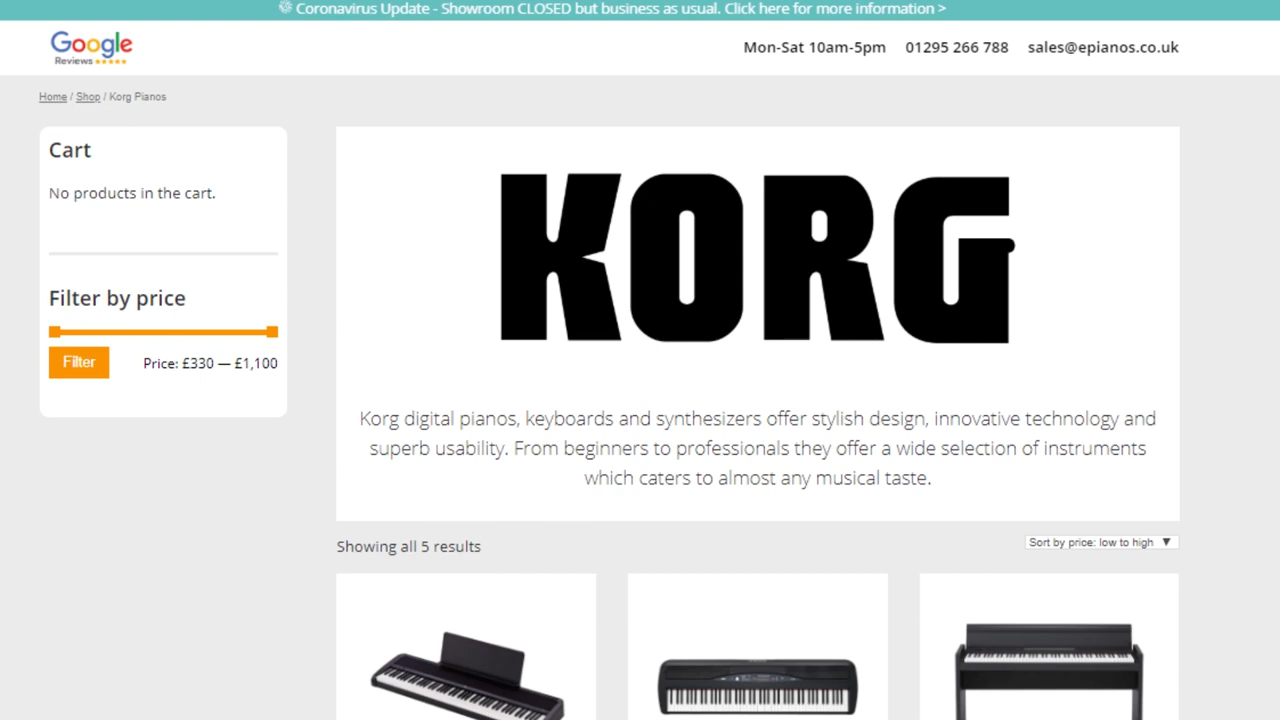 Coronavirus Update - Showroom CLOSED but business as usual. Click here for more information >
Google
Reviews
Mon-Sat 10am-5pm 01295 266 788 sales@epianos.co.uk
Home / Shop / Korg Pianos
Cart
No products in the cart.
Filter by price
Filter Price: £330 — £1,100
KORG
Korg digital pianos, keyboards and synthesizers offer stylish design, innovative technology and
superb usability. From beginners to professionals they offer a wide selection of instruments
which caters to almost any musical taste.
Showing all 5 results
Sort by price: low to high